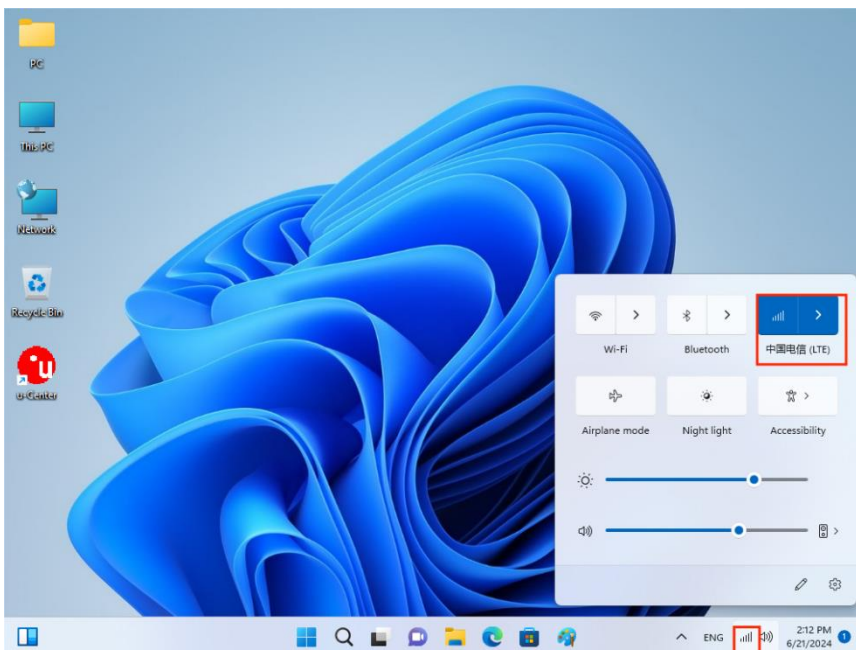 PC
This PC
Network
Recycle Bin
u
u-Center
Wi-Fi
Bluetooth
中国电信 (LTE)
Airplane mode
Night light
Accessibility
ENG
2:12 PM
6/21/2024
1